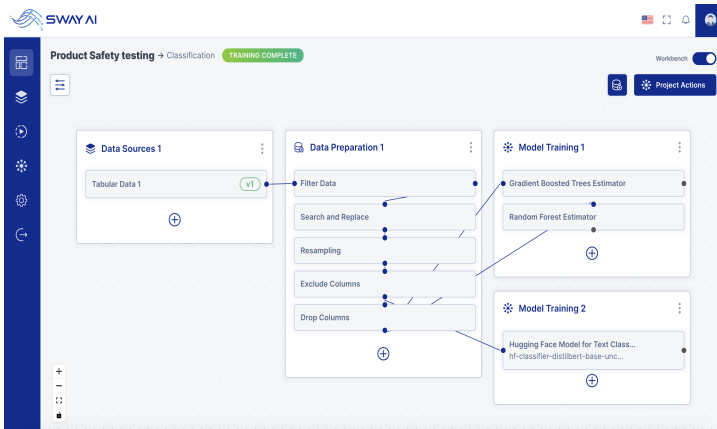 SWAY AI
Product Safety testing → Classification TRAINING COMPLETE
Workbench
Project Actions
Data Sources 1
Tabular Data 1 v1
Data Preparation 1
Filter Data
Search and Replace
Resampling
Exclude Columns
Drop Columns
Model Training 1
Gradient Boosted Trees Estimator
Random Forest Estimator
Model Training 2
Hugging Face Model for Text Class...
hf-classifier-distilbert-base-unc...